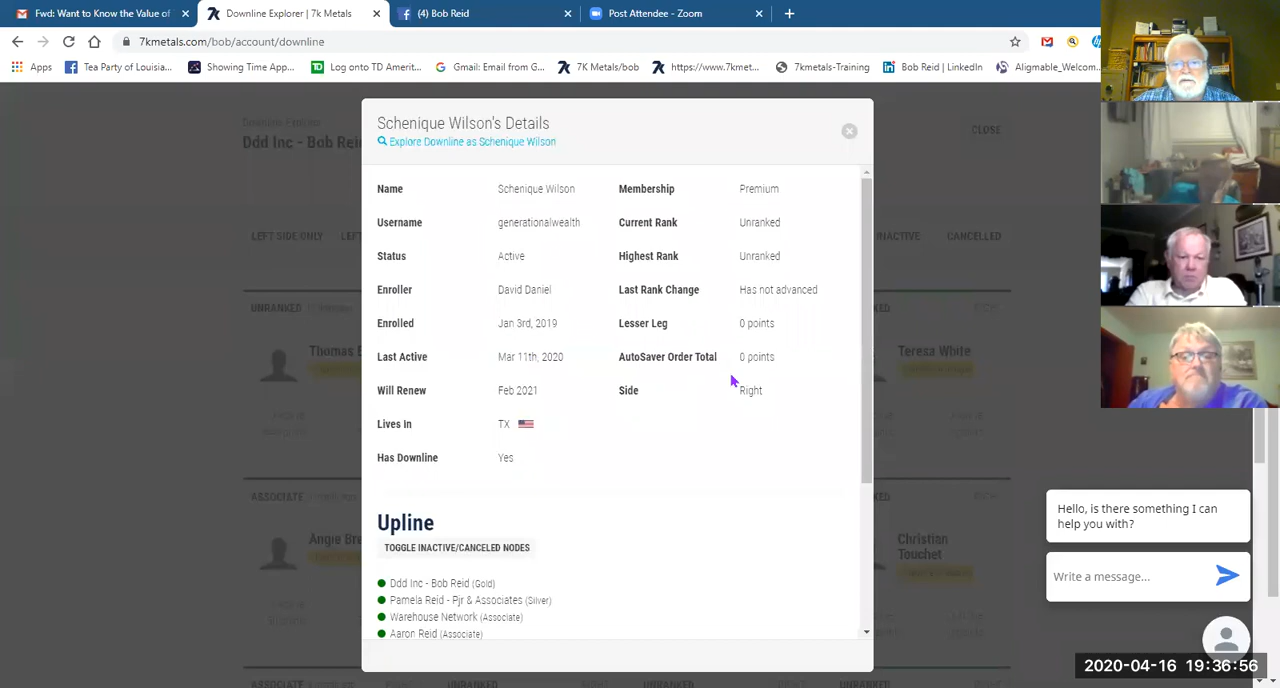 Fwd: Want to Know the Value of
Downline Explorer | 7k Metals
(4) Bob Reid
Post Attendee - Zoom
7kmetals.com/bob/account/downline
Apps
Tea Party of Louisia...
Showing Time App...
Log onto TD Amerit...
Gmail: Email from G...
7K Metals/bob
https://www.7kmet...
7kmetals-Training
Bob Reid | LinkedIn
Aligmable_Welcom...
Ddd Inc - Bob Reid
CLOSE
Schenique Wilson's Details
Explore Downline as Schenique Wilson
LEFT SIDE ONLY
CANCELLED
Name Schenique Wilson Membership Premium
Username generationalwealth Current Rank Unranked
Status Active Highest Rank Unranked
Enroller David Daniel Last Rank Change Has not advanced
Enrolled Jan 3rd, 2019 Lesser Leg 0 points
Last Active Mar 11th, 2020 AutoSaver Order Total 0 points
Will Renew Feb 2021 Side Right
Lives In TX
Has Downline Yes
Upline
TOGGLE INACTIVE/CANCELED NODES
Ddd Inc - Bob Reid (Gold)
Pamela Reid - Pjr & Associates (Silver)
Warehouse Network (Associate)
Aaron Reid (Associate)
UNRANKED
Thomas
Teresa White
ASSOCIATE
Angie
Christian
Touchet
ASSOCIATE
UNRANKED
Hello, is there something I can
help you with?
Write a message...
2020-04-16 19:36:56